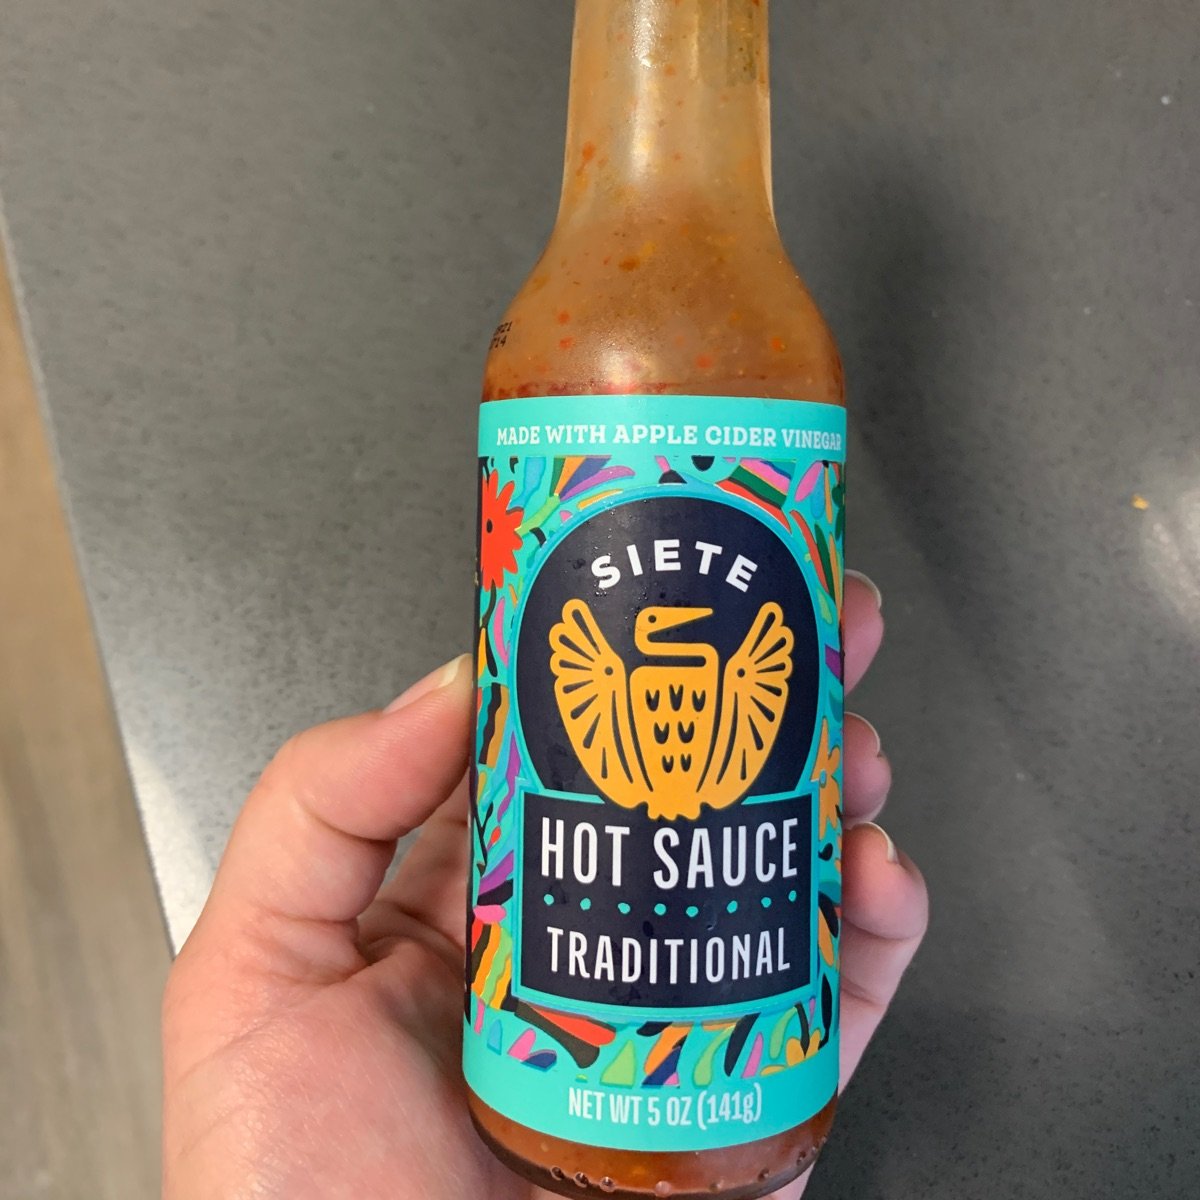 MADE WITH APPLE CIDER VINEGAR
SIETE
HOT SAUCE
TRADITIONAL
NET WT 5 OZ (141g)